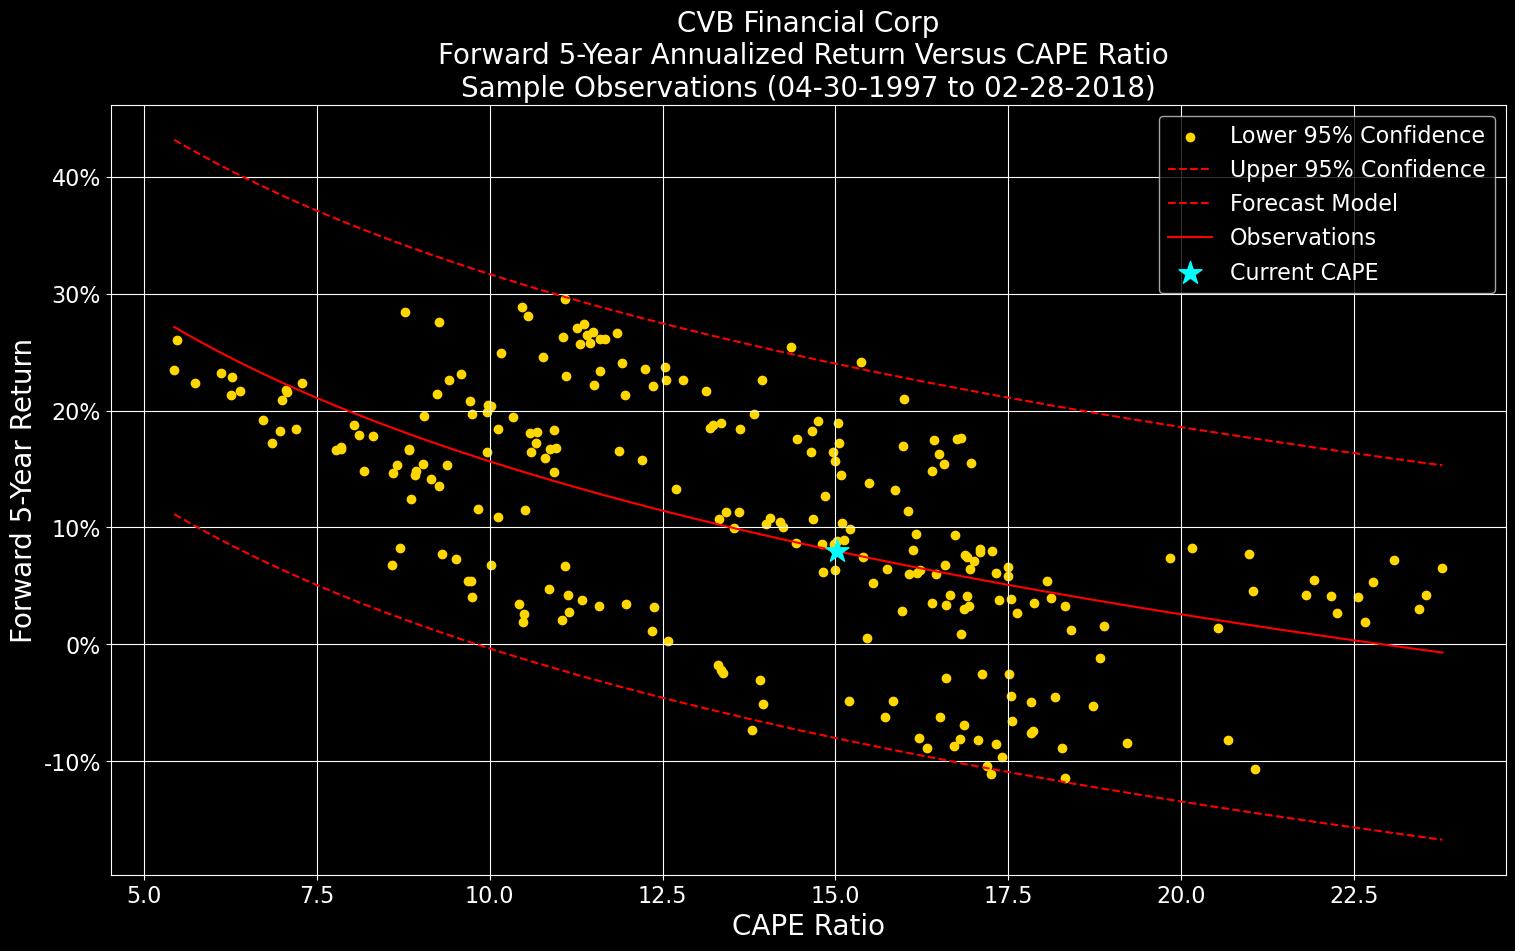 CVB Financial Corp
Forward 5-Year Annualized Return Versus CAPE Ratio
Sample Observations (04-30-1997 to 02-28-2018)
Lower 95% Confidence
Upper 95% Confidence
Forecast Model
Observations
Current CAPE
Forward 5-Year Return
40%
30%
20%
10%
0%
-10%
5.0
7.5
10.0
12.5
15.0
17.5
20.0
22.5
CAPE Ratio